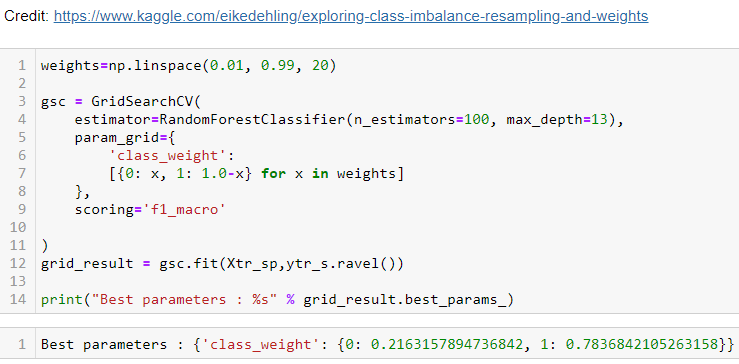 Credit: https://www.kaggle.com/eikedehling/exploring-class-imbalance-resampling-and-weights
1 weights=np.linspace(0.01, 0.99, 20)
2
3 gsc = GridSearchCV(
4     estimator=RandomForestClassifier(n_estimators=100, max_depth=13),
5     param_grid={
6         'class_weight':
7         [{0: x, 1: 1.0-x} for x in weights]
8     },
9     scoring='f1_macro'
10
11 )
12 grid_result = gsc.fit(Xtr_sp,ytr_s.ravel())
13
14 print("Best parameters : %s" % grid_result.best_params_)
1 Best parameters : {'class_weight': {0: 0.2163157894736842, 1: 0.7836842105263158}}